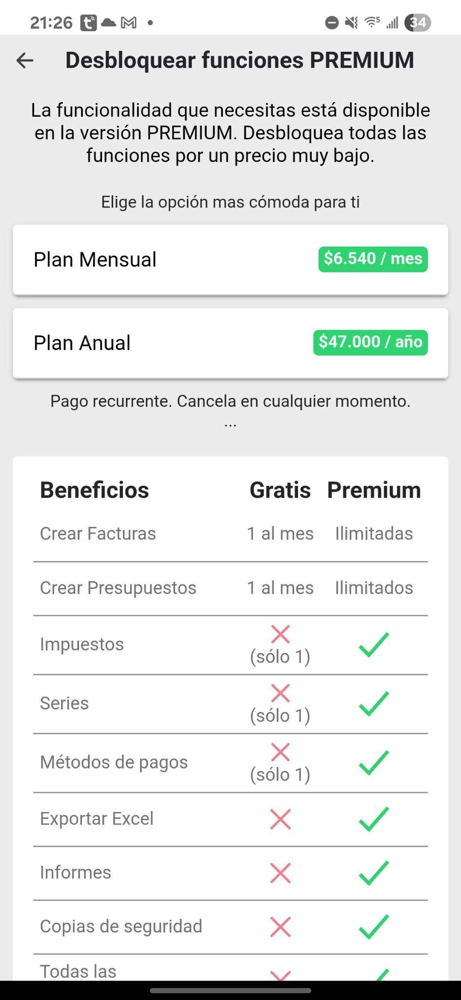 21:26
5
34
Desbloquear funciones PREMIUM
La funcionalidad que necesitas está disponible
en la versión PREMIUM. Desbloquea todas las
funciones por un precio muy bajo.
Elige la opción mas cómoda para ti
Plan Mensual $6.540 / mes
Plan Anual $47.000 / año
Pago recurrente. Cancela en cualquier momento.
...
Beneficios Gratis Premium
Crear Facturas 1 al mes Ilimitadas
Crear Presupuestos 1 al mes Ilimitados
Impuestos (sólo 1)
Series (sólo 1)
Métodos de pagos (sólo 1)
Exportar Excel
Informes
Copias de seguridad
Todas las